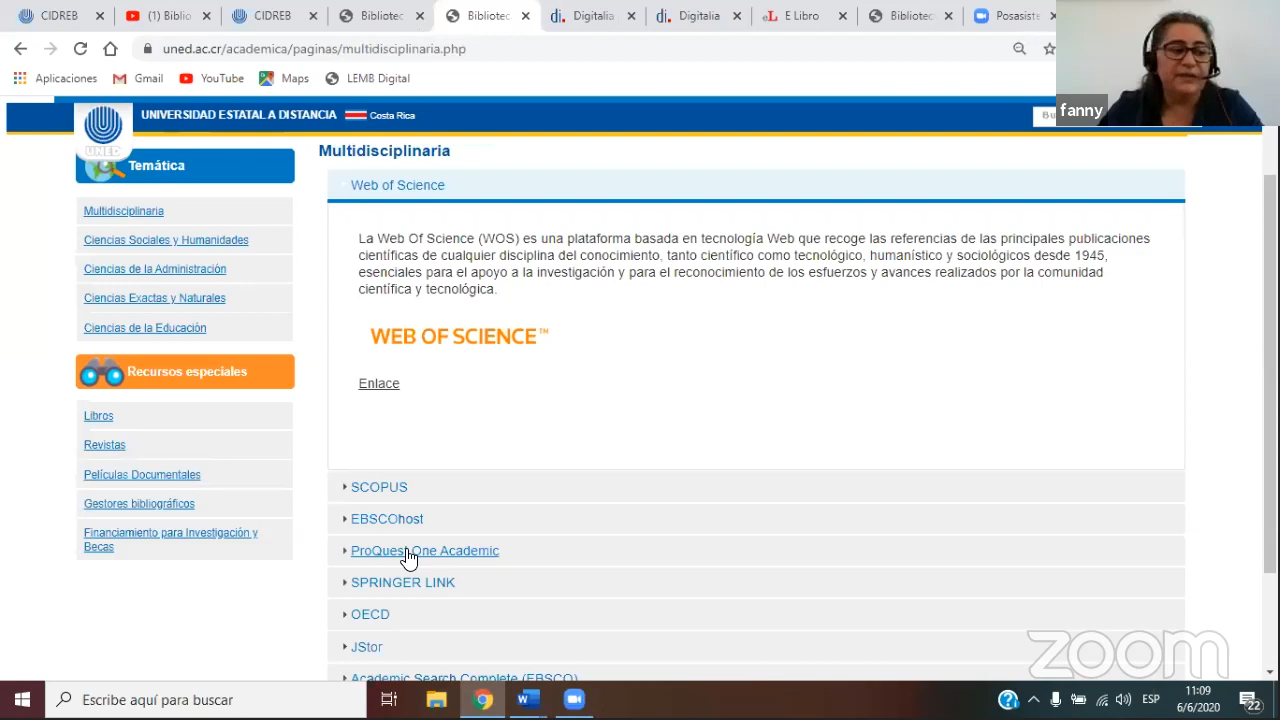 CIDREB
(1) Biblio
CIDREB
Bibliotec
Bibliotec
Digitalia
Digitalia
E Libro
Bibliotec
Posasiste
uned.ac.cr/academica/paginas/multidisciplinaria.php
Aplicaciones
Gmail
YouTube
Maps
LEMB Digital
fanny
UNED
UNIVERSIDAD ESTATAL A DISTANCIA
Costa Rica
Temática
Multidisciplinaria
Ciencias Sociales y Humanidades
Ciencias de la Administración
Ciencias Exactas y Naturales
Ciencias de la Educación
Recursos especiales
Libros
Revistas
Películas Documentales
Gestores bibliográficos
Financiamiento para Investigación y
Becas
Multidisciplinaria
Web of Science
La Web Of Science (WOS) es una plataforma basada en tecnología Web que recoge las referencias de las principales publicaciones
científicas de cualquier disciplina del conocimiento, tanto científico como tecnológico, humanístico y sociológicos desde 1945,
esenciales para el apoyo a la investigación y para el reconocimiento de los esfuerzos y avances realizados por la comunidad
científica y tecnológica.
WEB OF SCIENCE™
Enlace
SCOPUS
EBSCOhost
ProQuest One Academic
SPRINGER LINK
OECD
JStor
Academic Search Complete (EBSCO)
zoom
Escribe aquí para buscar
ESP
11:09
6/6/2020
22